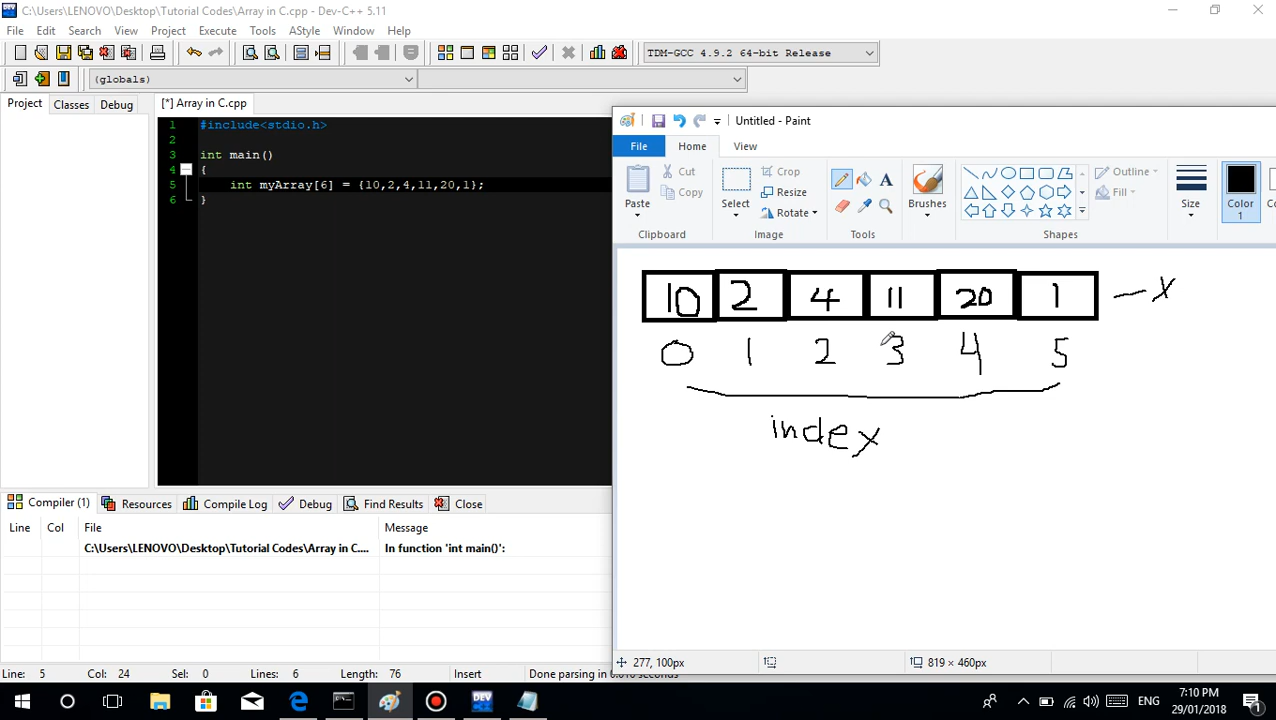 C:\Users\LENOVO\Desktop\Tutorial Codes\Array in C.cpp - Dev-C++ 5.11
File Edit Search View Project Execute Tools AStyle Window Help
TDM-GCC 4.9.2 64-bit Release
(globals)
Project Classes Debug
[*] Array in C.cpp
1 #include<stdio.h>
2
3 int main()
4 {
5 int myArray[6] = {10,2,4,11,20,1};
6 }
Untitled - Paint
File Home View
Paste
Cut
Copy
Clipboard
Select
Crop
Resize
Rotate
Image
Tools
Brushes
Shapes
Outline
Fill
Size
Color
1
10 2 4 11 20 1 — X
0 1 2 3 4 5
index
277, 100px
819 × 460px
Compiler (1) Resources Compile Log Debug Find Results Close
Line Col File Message
C:\Users\LENOVO\Desktop\Tutorial Codes\Array in C.... In function 'int main()':
Line: 5 Col: 24 Sel: 0 Lines: 6 Length: 76 Insert
ENG
7:10 PM
29/01/2018